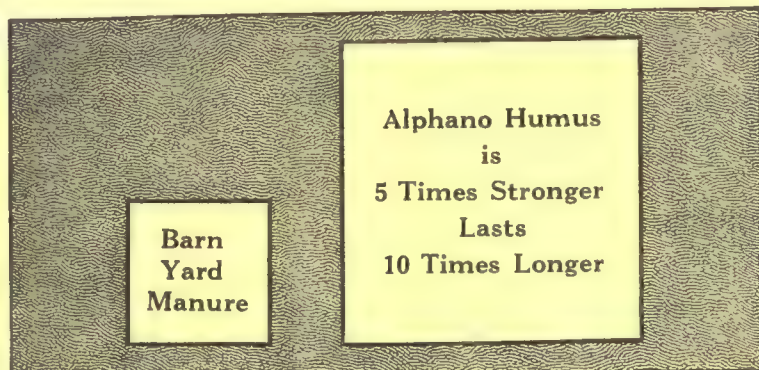 Barn
Yard
Manure
Alphano Humus
is
5 Times Stronger
Lasts
10 Times Longer